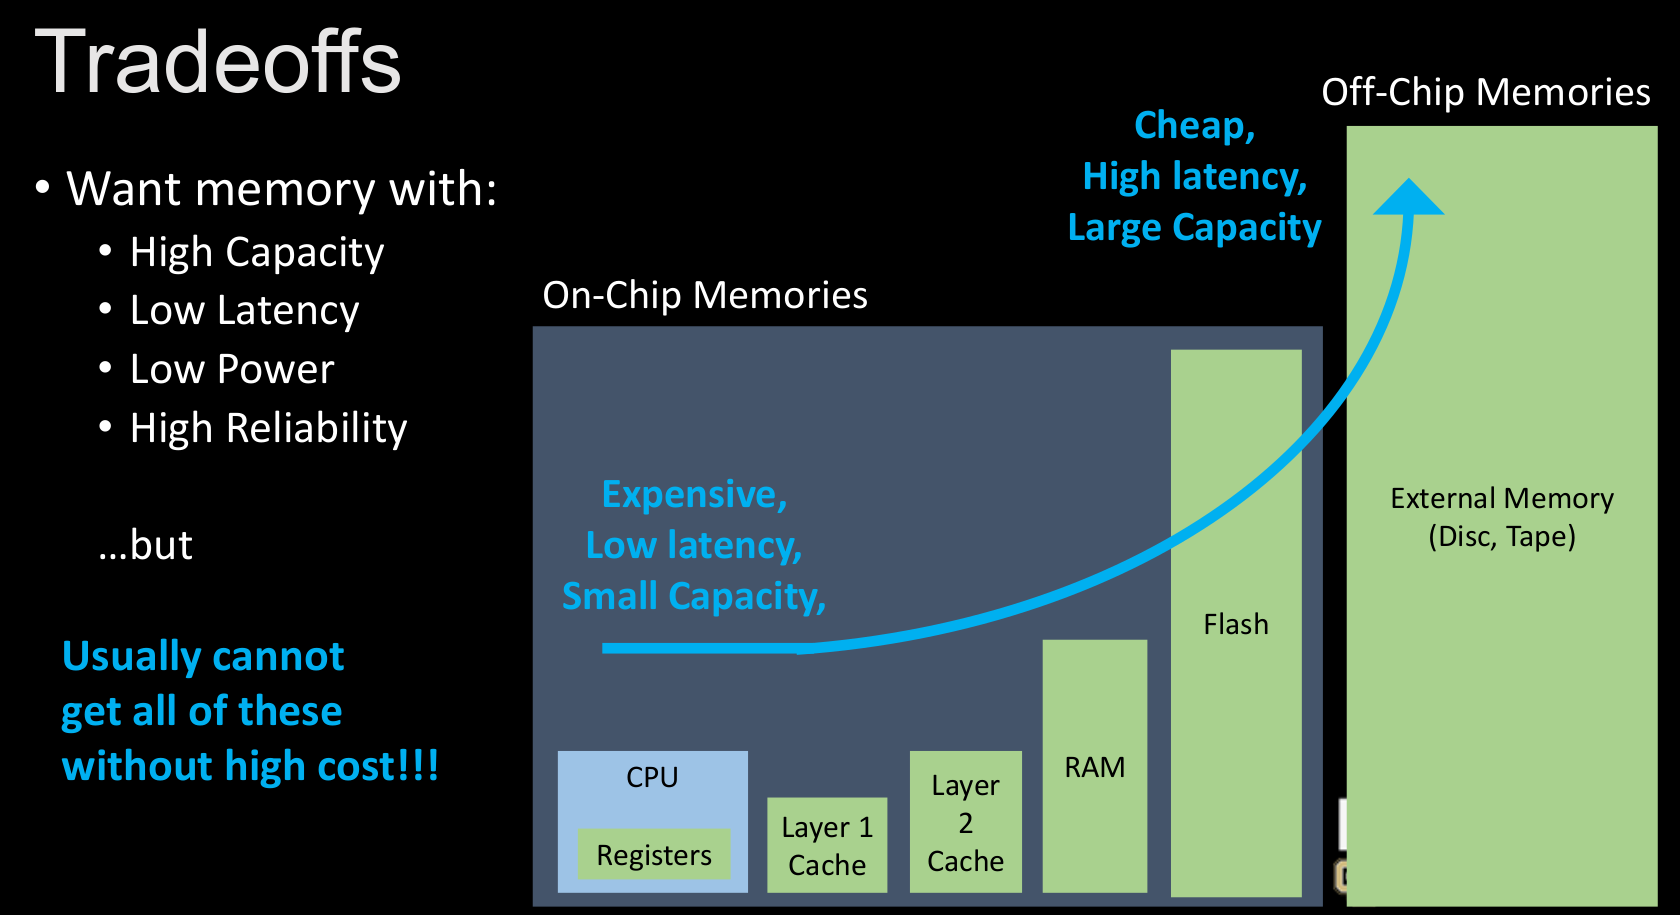 Tradeoffs
• Want memory with:
• High Capacity
• Low Latency
• Low Power
• High Reliability
...but
Usually cannot
get all of these
without high cost!!!
On-Chip Memories
Expensive,
Low latency,
Small Capacity,
CPU
Registers
Layer 1
Cache
Layer
2
Cache
RAM
Flash
Cheap,
High latency,
Large Capacity
Off-Chip Memories
External Memory
(Disc, Tape)